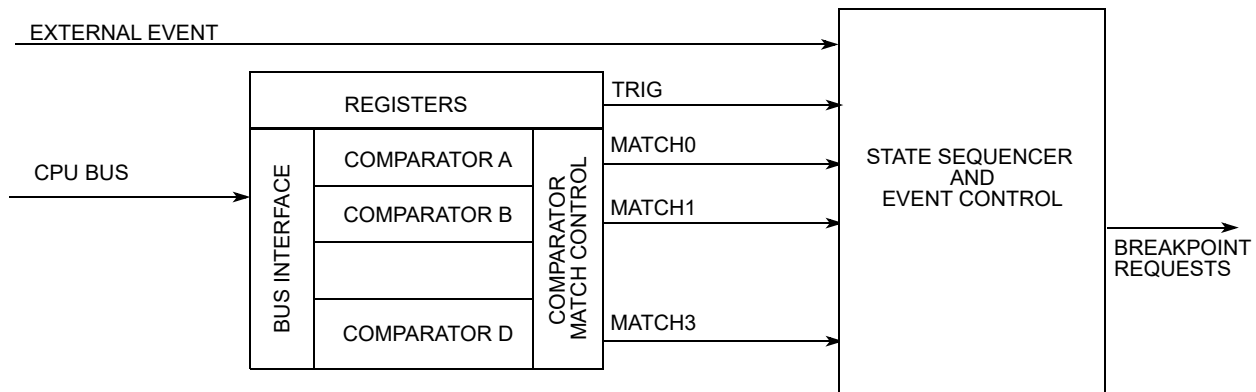 EXTERNAL EVENT
TRIG
REGISTERS
MATCH0
COMPARATOR A
CPU BUS
BUS INTERFACE
COMPARATOR B
COMPARATOR
MATCH CONTROL
MATCH1
COMPARATOR D
MATCH3
STATE SEQUENCER
AND
EVENT CONTROL
BREAKPOINT
REQUESTS